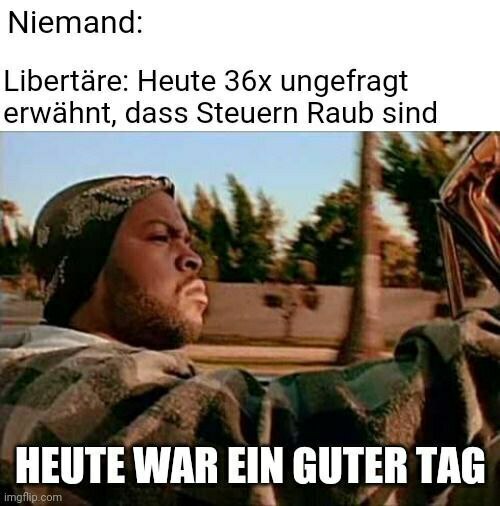 Niemand:
Libertäre: Heute 36x ungefragt
erwähnt, dass Steuern Raub sind
HEUTE WAR EIN GUTER TAG
imgflip.com